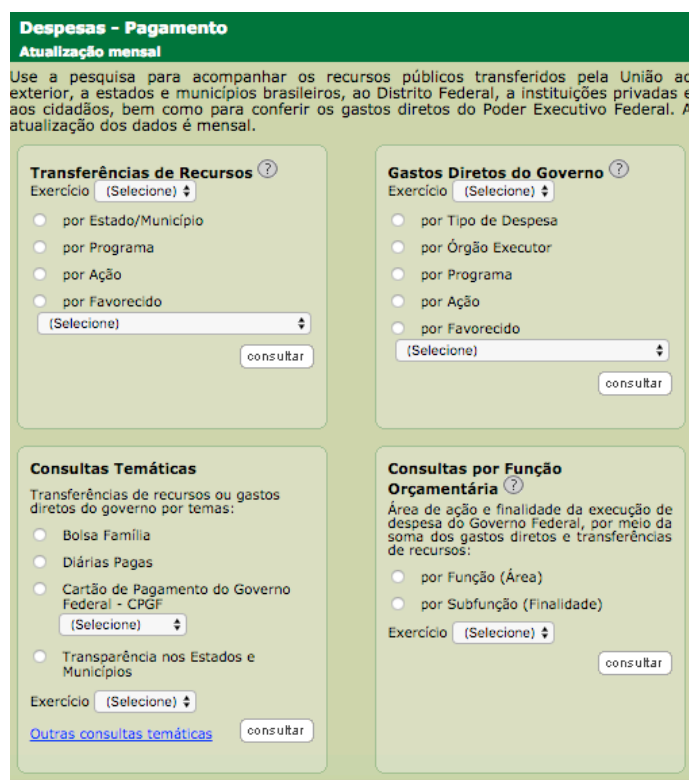 Despesas - Pagamento
Atualização mensal
Use a pesquisa para acompanhar os recursos públicos transferidos pela União ao
exterior, a estados e municípios brasileiros, ao Distrito Federal, a instituições privadas e
aos cidadãos, bem como para conferir os gastos diretos do Poder Executivo Federal. A
atualização dos dados é mensal.
Transferências de Recursos ?
Exercício (Selecione)
por Estado/Município
por Programa
por Ação
por Favorecido
(Selecione)
consultar
Gastos Diretos do Governo ?
Exercício (Selecione)
por Tipo de Despesa
por Órgão Executor
por Programa
por Ação
por Favorecido
(Selecione)
consultar
Consultas Temáticas
Transferências de recursos ou gastos
diretos do governo por temas:
Bolsa Família
Diárias Pagas
Cartão de Pagamento do Governo
Federal - CPGF
(Selecione)
Transparência nos Estados e
Municípios
Exercício (Selecione)
Outras consultas temáticas consultar
Consultas por Função
Orçamentária ?
Área de ação e finalidade da execução de
despesa do Governo Federal, por meio da
soma dos gastos diretos e transferências
de recursos:
por Função (Área)
por Subfunção (Finalidade)
Exercício (Selecione)
consultar